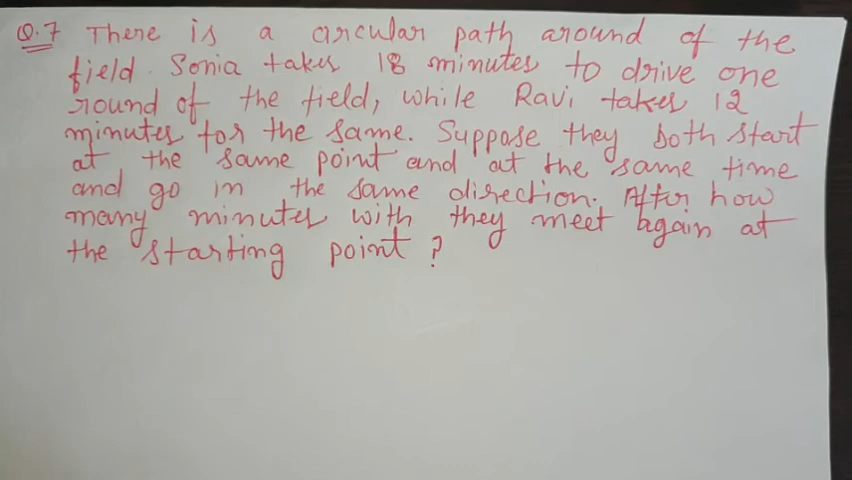 Q.7 There is a circular path around of the
field. Sonia takes 18 minutes to drive one
round of the field, while Ravi takes 12
minutes for the same. Suppose they both start
at the same point and at the same time
and go in the same direction. After how
many minutes with they meet again at
the starting point ?